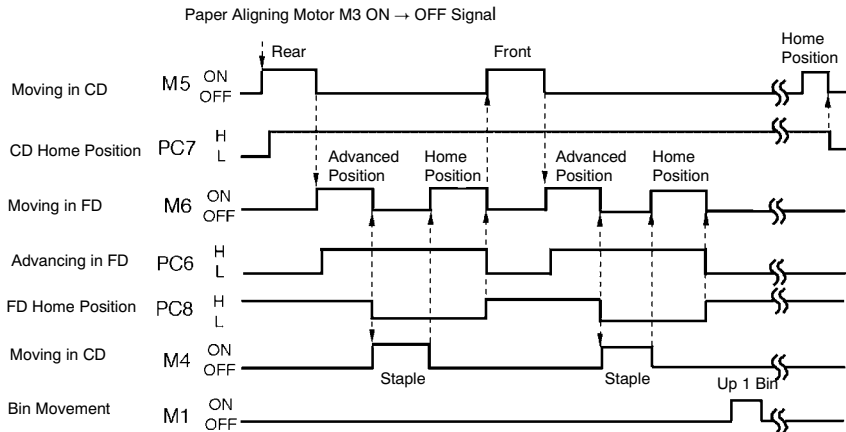 Paper Aligning Motor M3 ON → OFF Signal
Rear
Front
Home
Position
Moving in CD M5 ON
OFF
CD Home Position PC7 H
L
Advanced
Position
Home
Position
Advanced
Position
Home
Position
Moving in FD M6 ON
OFF
Advancing in FD PC6 H
L
FD Home Position PC8 H
L
Moving in CD M4 ON
OFF
Staple
Staple
Up 1 Bin
Bin Movement M1 ON
OFF